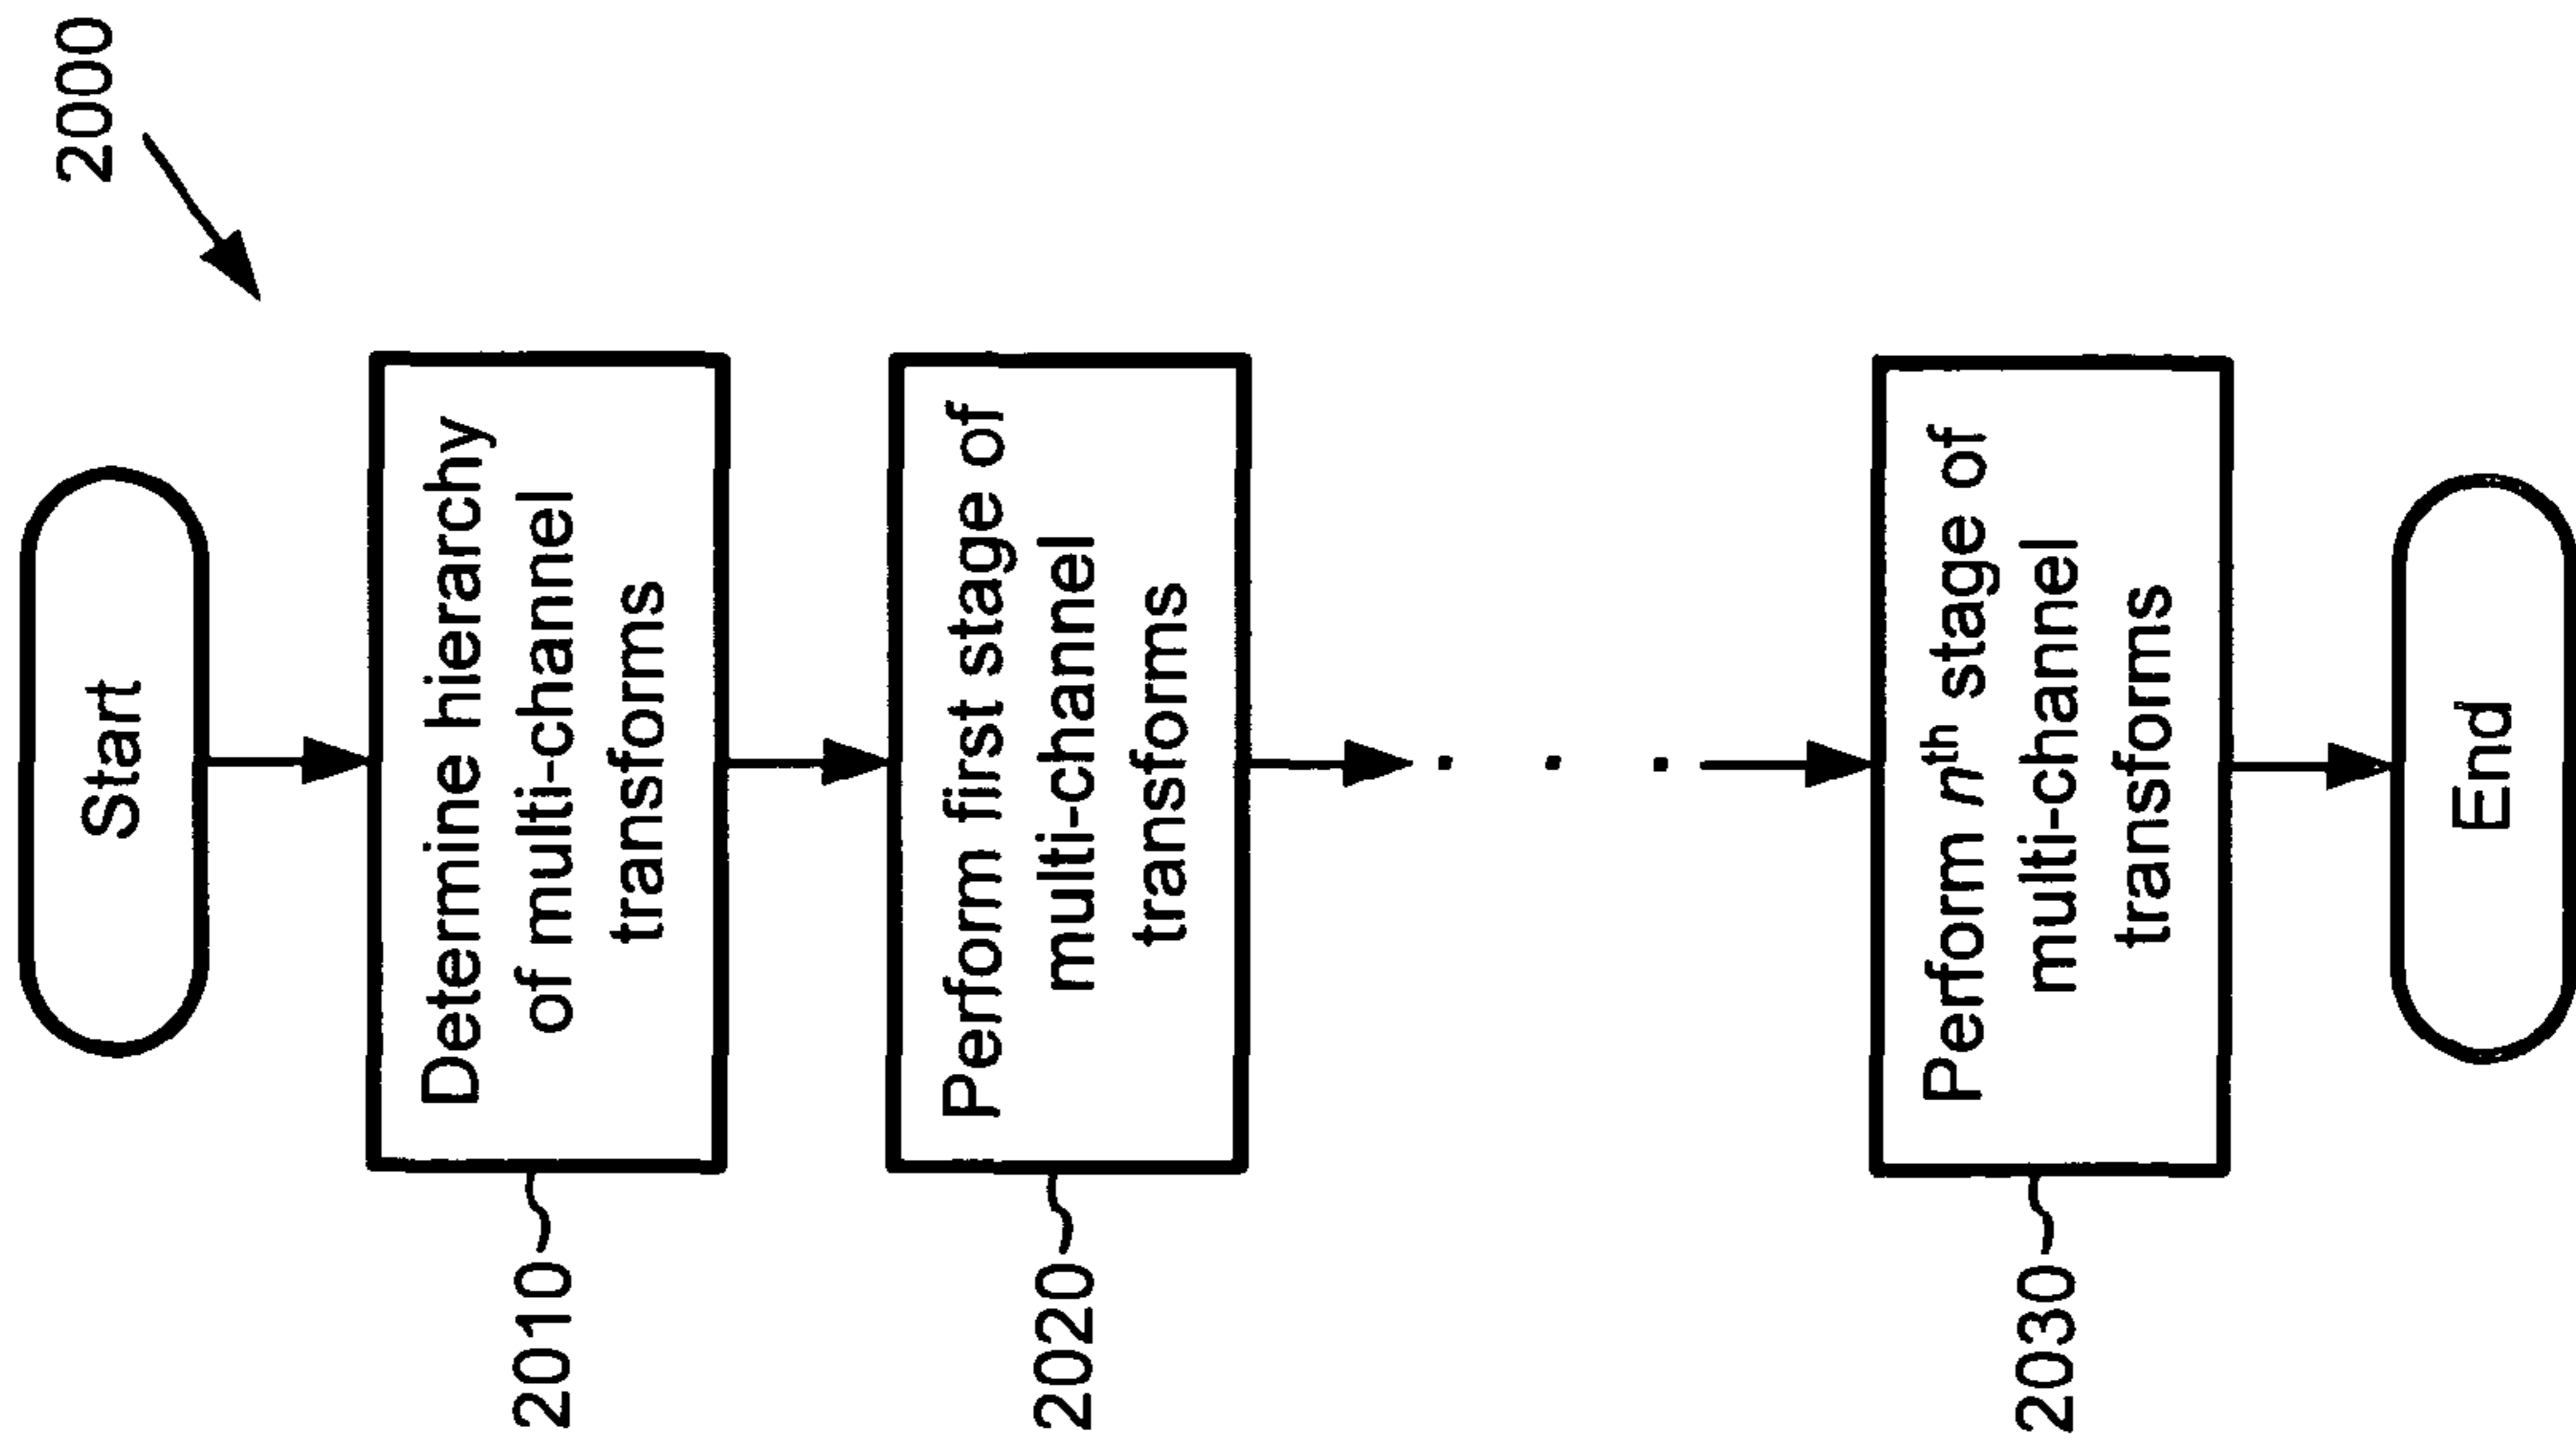 2000
Start
2010
Determine hierarchy
of multi-channel
transforms
2020
Perform first stage of
multi-channel
transforms
. . .
2030
Perform nth stage of
multi-channel
transforms
End